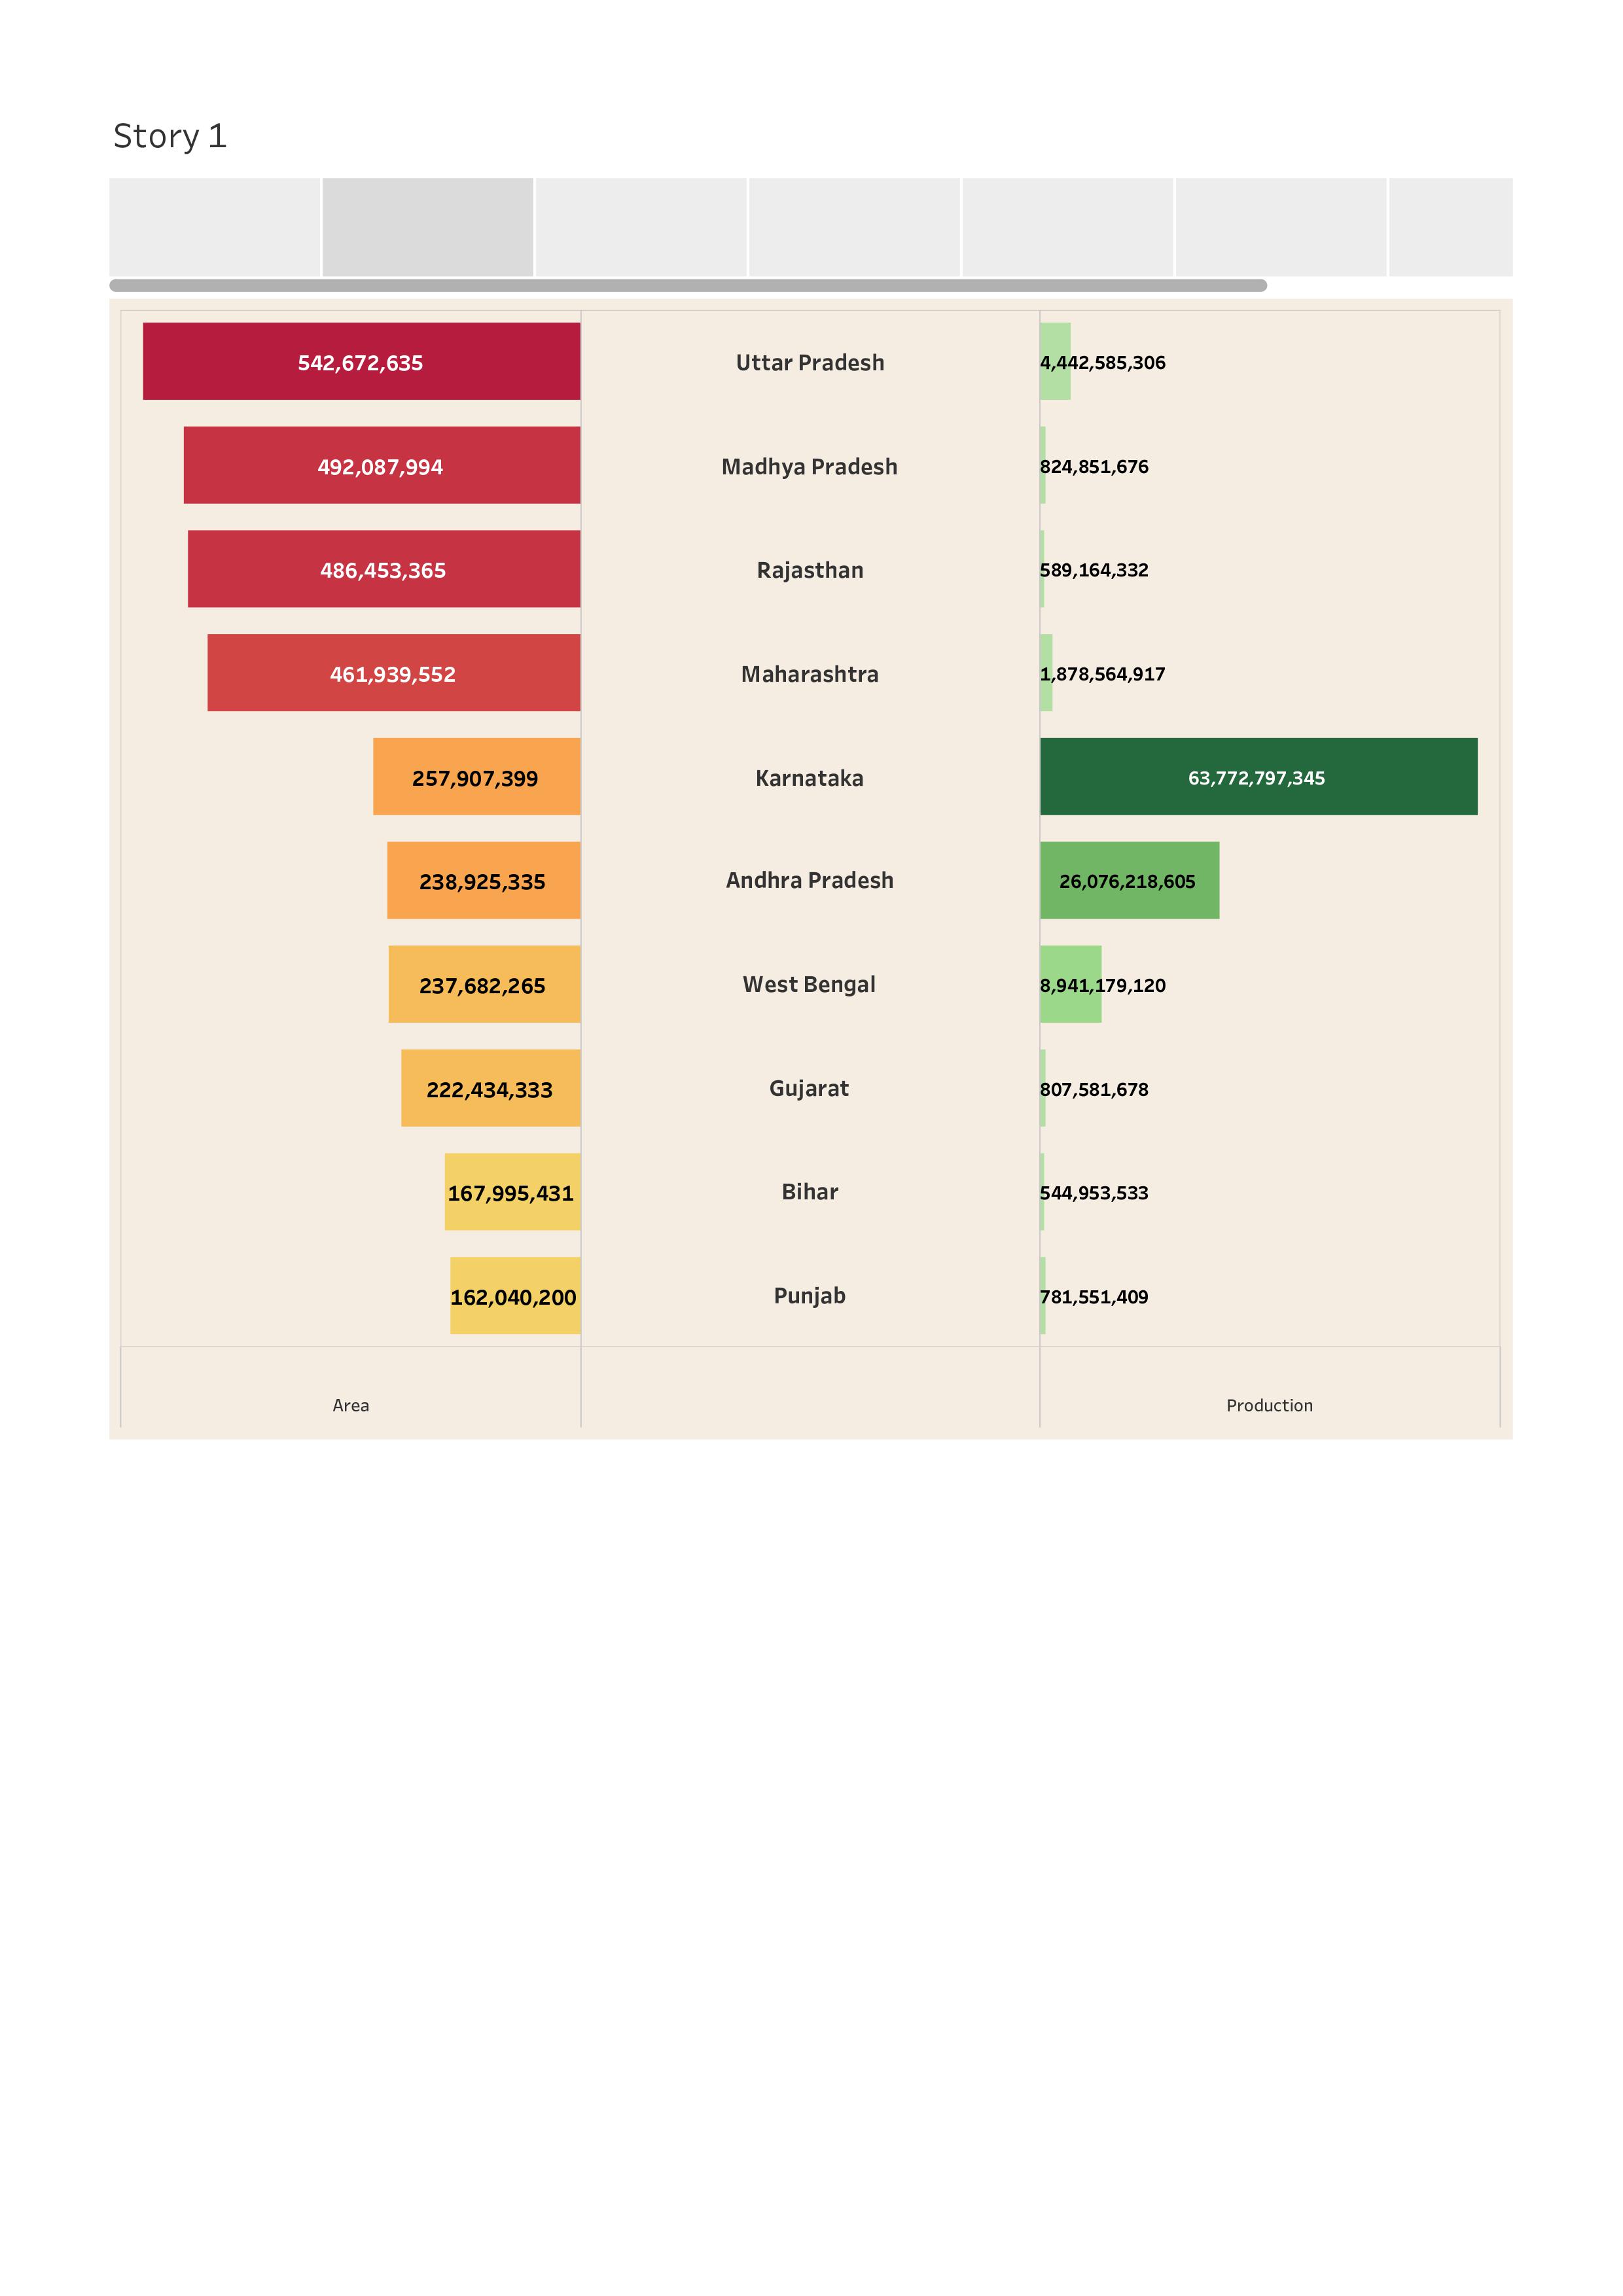 Story 1
542,672,635 Uttar Pradesh 4,442,585,306
492,087,994 Madhya Pradesh 824,851,676
486,453,365 Rajasthan 589,164,332
461,939,552 Maharashtra 1,878,564,917
257,907,399 Karnataka 63,772,797,345
238,925,335 Andhra Pradesh 26,076,218,605
237,682,265 West Bengal 8,941,179,120
222,434,333 Gujarat 807,581,678
167,995,431 Bihar 544,953,533
162,040,200 Punjab 781,551,409
Area Production